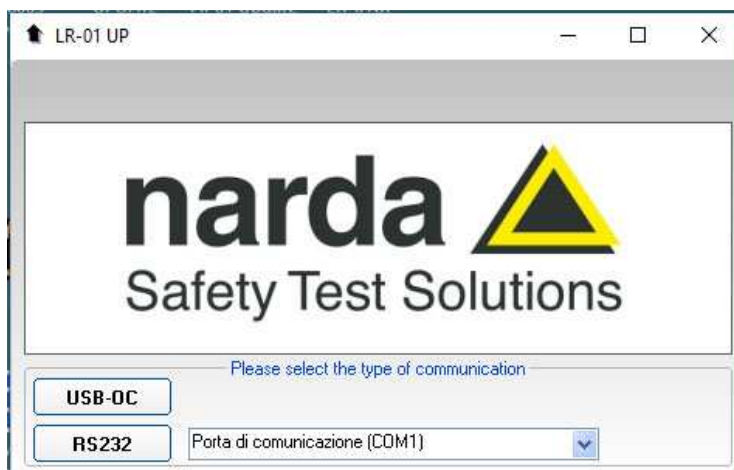 LR-01 UP
narda
Safety Test Solutions
Please select the type of communication
USB-OC
RS232
Porta di comunicazione (COM1)